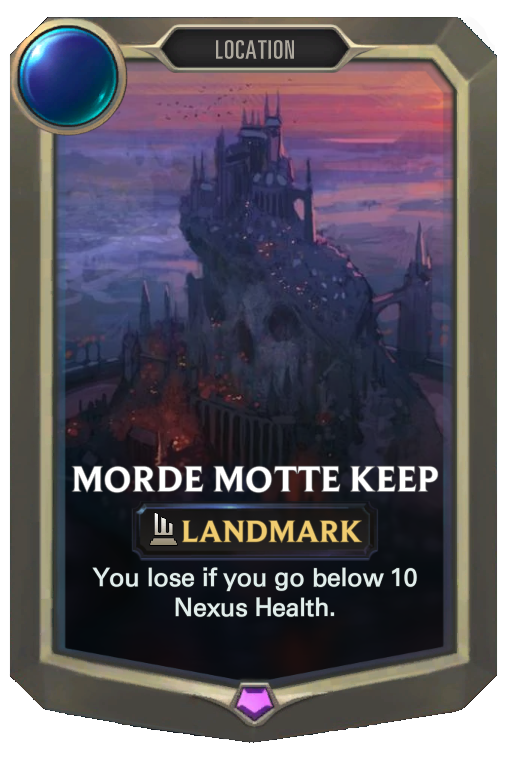 LOCATION
MORDE MOTTE KEEP
LANDMARK
You lose if you go below 10
Nexus Health.